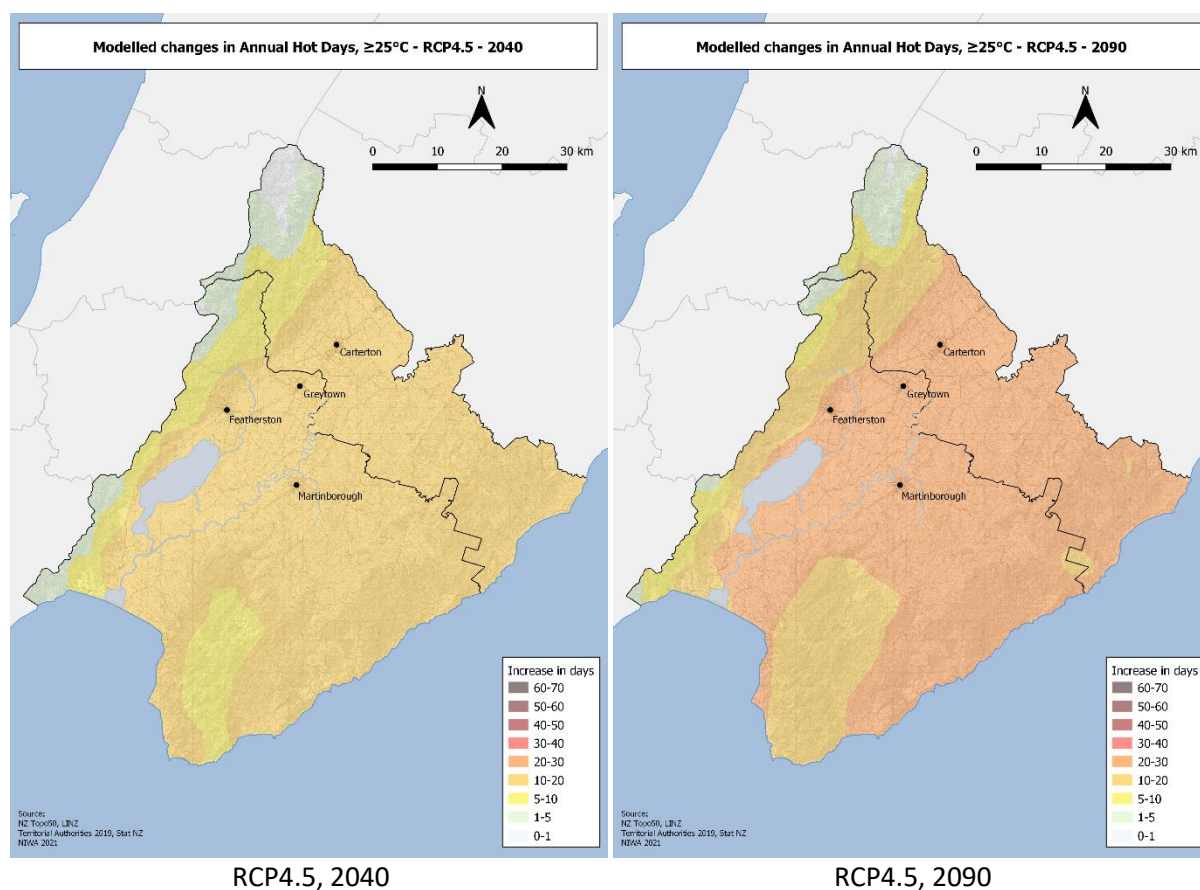 Modelled changes in Annual Hot Days, ≥25°C - RCP4.5 - 2040
N
0 10 20 30 km
Carterton
Greytown
Featherston
Martinborough
Increase in days
60-70
50-60
40-50
30-40
20-30
10-20
5-10
1-5
0-1
Source:
NZ Topo50, LINZ
Territorial Authorities 2019, Stat NZ
NIWA 2021
RCP4.5, 2040
Modelled changes in Annual Hot Days, ≥25°C - RCP4.5 - 2090
N
0 10 20 30 km
Carterton
Greytown
Featherston
Martinborough
Increase in days
60-70
50-60
40-50
30-40
20-30
10-20
5-10
1-5
0-1
Source:
NZ Topo50, LINZ
Territorial Authorities 2019, Stat NZ
NIWA 2021
RCP4.5, 2090